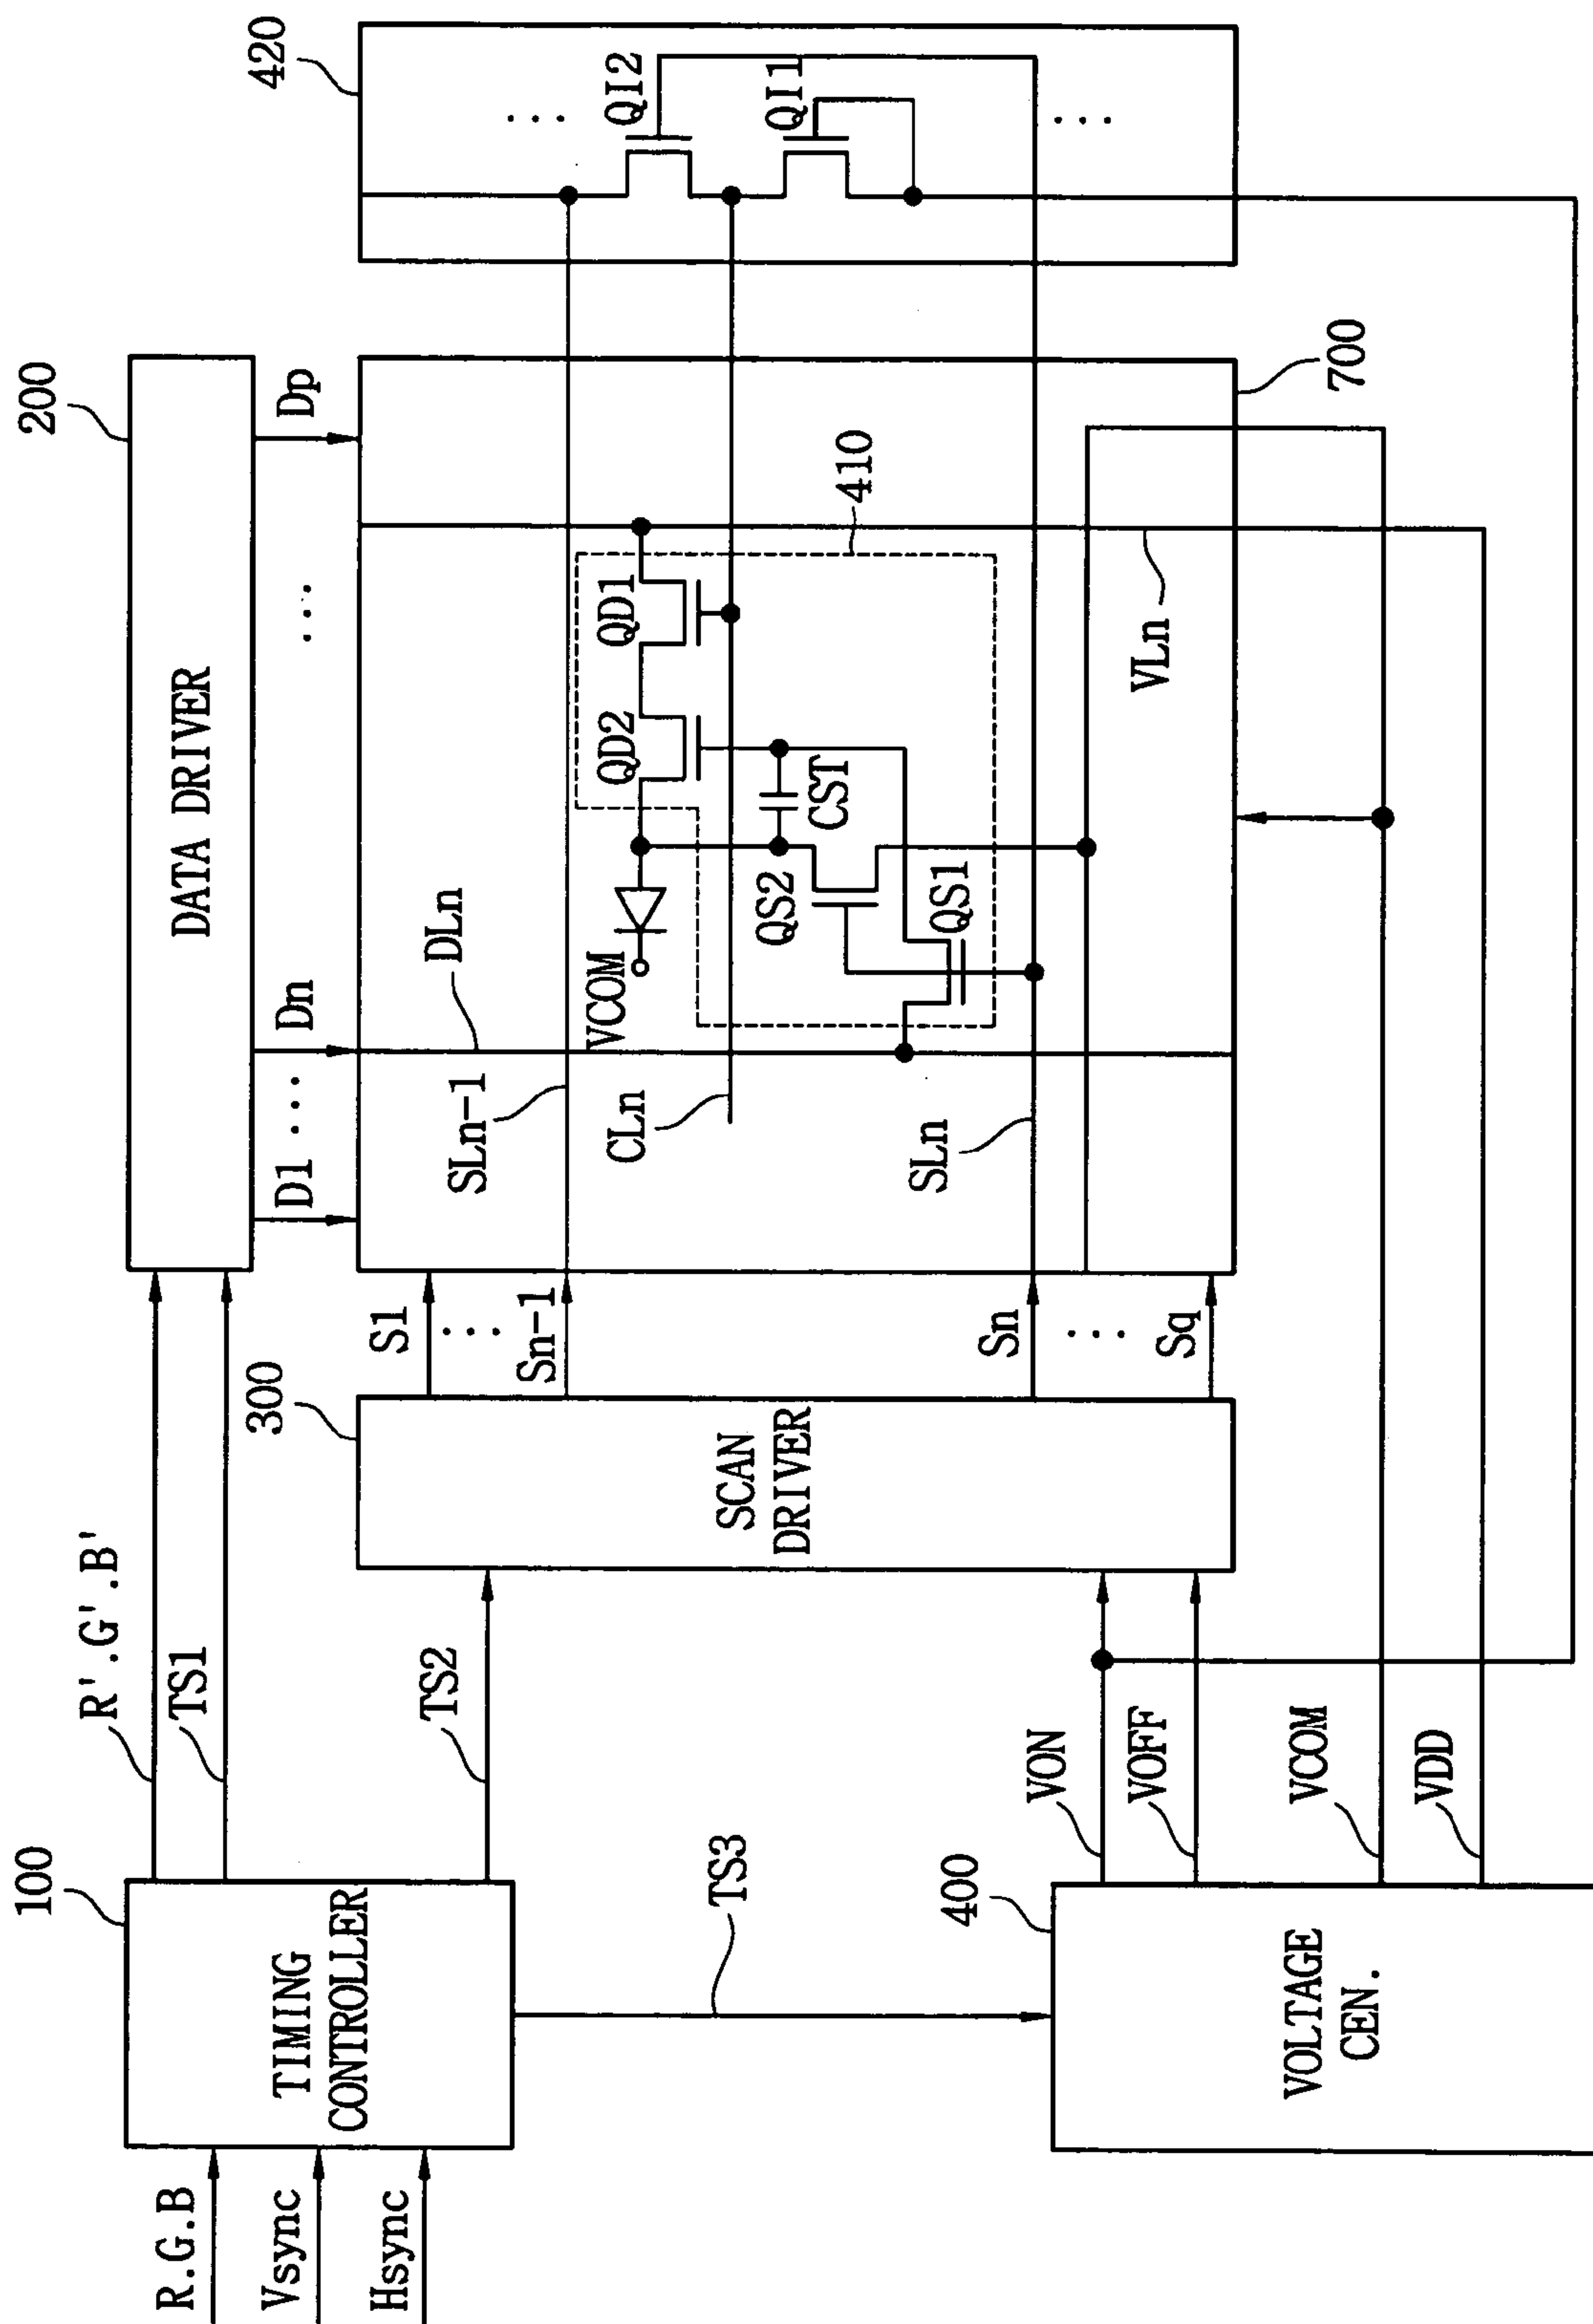 R.G.B
Vsync
Hsync
100
TIMING
CONTROLLER
R'.G'.B'
TS1
TS2
TS3
200
DATA DRIVER
D1
...
Dn
...
Dp
300
SCAN
DRIVER
S1
...
Sn-1
Sn
...
Sq
400
VOLTAGE
CEN.
VON
VOFF
VCOM
VDD
DLn
SLn-1
CLn
SLn
VCOM
QD2
QD1
CST
QS2
QS1
410
VLn
700
420
...
QI2
QI1
...